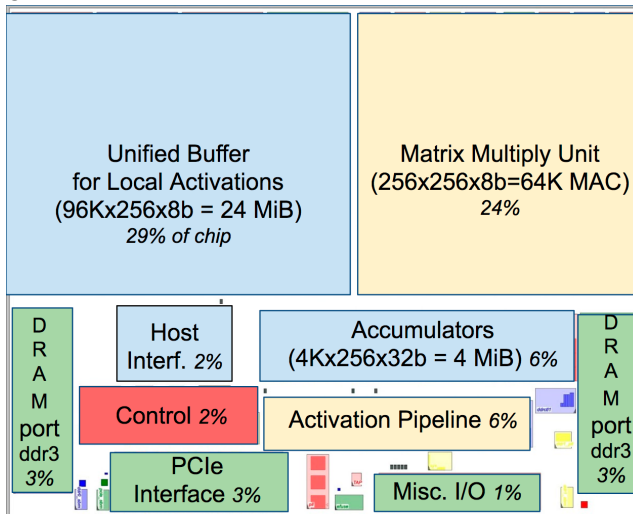 Unified Buffer
for Local Activations
(96Kx256x8b = 24 MiB)
29% of chip
Matrix Multiply Unit
(256x256x8b=64K MAC)
24%
D
R
A
M
port
ddr3
3%
Host
Interf. 2%
Accumulators
(4Kx256x32b = 4 MiB) 6%
Control 2%
Activation Pipeline 6%
PCIe
Interface 3%
Misc. I/O 1%
D
R
A
M
port
ddr3
3%